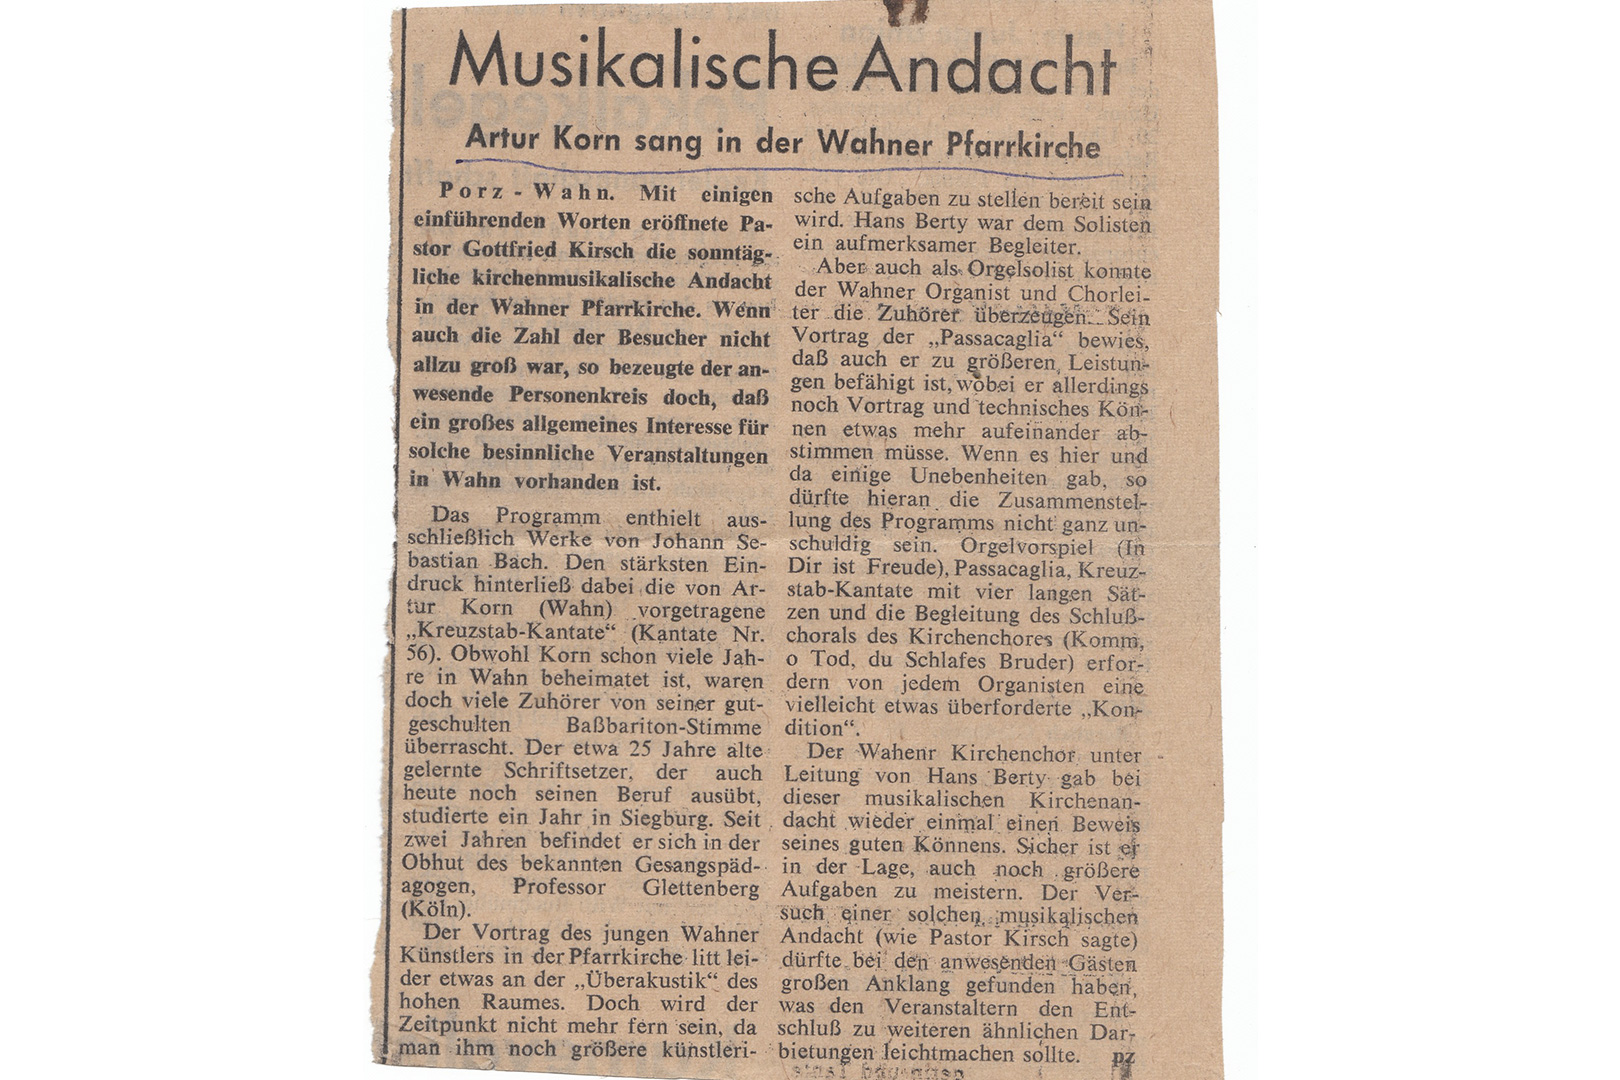 Musikalische Andacht
Artur Korn sang in der Wahner Pfarrkirche
Porz-Wahn. Mit einigen
einführenden Worten eröffnete Pa-
stor Gottfried Kirsch die sonntäg-
liche kirchenmusikalische Andacht
in der Wahner Pfarrkirche. Wenn
auch die Zahl der Besucher nicht
allzu groß war, so bezeugte der an-
wesende Personenkreis doch, daß
ein großes allgemeines Interesse für
solche besinnliche Veranstaltungen
in Wahn vorhanden ist.
Das Programm enthielt aus-
schließlich Werke von Johann Se-
bastian Bach. Den stärksten Ein-
druck hinterließ dabei die von Ar-
tur Korn (Wahn) vorgetragene
„Kreuzstab-Kantate“ (Kantate Nr.
56). Obwohl Korn schon viele Jah-
re in Wahn beheimatet ist, waren
doch viele Zuhörer von seiner gut-
geschulten Baßbariton-Stimme
überrascht. Der etwa 25 Jahre alte
gelernte Schriftsetzer, der auch
heute noch seinen Beruf ausübt,
studierte ein Jahr in Siegburg. Seit
zwei Jahren befindet er sich in der
Obhut des bekannten Gesangspäd-
agogen, Professor Glettenberg
(Köln).
Der Vortrag des jungen Wahner
Künstlers in der Pfarrkirche litt lei-
der etwas an der „Überakustik“ des
hohen Raumes. Doch wird der
Zeitpunkt nicht mehr fern sein, da
man ihm noch größere künstleri-
sche Aufgaben zu stellen bereit sein
wird. Hans Berty war dem Solisten
ein aufmerksamer Begleiter.
Aber auch als Orgelsolist konnte
der Wahner Organist und Chorlei-
ter die Zuhörer überzeugen. Sein
Vortrag der „Passacaglia“ bewies,
daß auch er zu größeren Leistun-
gen befähigt ist, wobei er allerdings
noch Vortrag und technisches Kön-
nen etwas mehr aufeinander ab-
stimmen müsse. Wenn es hier und
da einige Unebenheiten gab, so
dürfte hieran die Zusammenstel-
lung des Programms nicht ganz un-
schuldig sein. Orgelvorspiel (In
Dir ist Freude), Passacaglia, Kreuz-
stab-Kantate mit vier langen Sät-
zen und die Begleitung des Schluß-
chorals des Kirchenchores (Komm,
o Tod, du Schlafes Bruder) erfor-
dern von jedem Organisten eine
vielleicht etwas überforderte „Kon-
dition“.
Der Wahenr Kirchenchor unter
Leitung von Hans Berty gab bei
dieser musikalischen Kirchenan-
dacht wieder einmal einen Beweis
seines guten Könnens. Sicher ist er
in der Lage, auch noch größere
Aufgaben zu meistern. Der Ver-
such einer solchen musikalischen
Andacht (wie Pastor Kirsch sagte)
dürfte bei den anwesenden Gästen
großen Anklang gefunden haben,
was den Veranstaltern den Ent-
schluß zu weiteren ähnlichen Dar-
bietungen leichtmachen sollte. pz